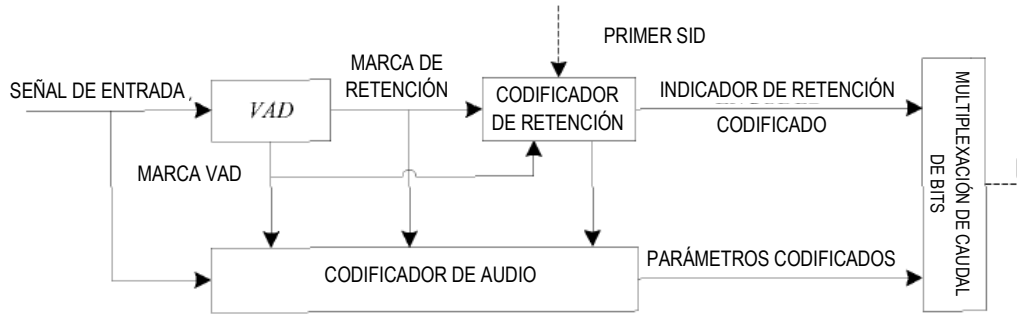 PRIMER SID
MARCA DE
RETENCIÓN
SEÑAL DE ENTRADA
VAD
CODIFICADOR
DE RETENCIÓN
INDICADOR DE RETENCIÓN
CODIFICADO
MARCA VAD
MULTIPLEXACIÓN DE CAUDAL
DE BITS
CODIFICADOR DE AUDIO
PARÁMETROS CODIFICADOS